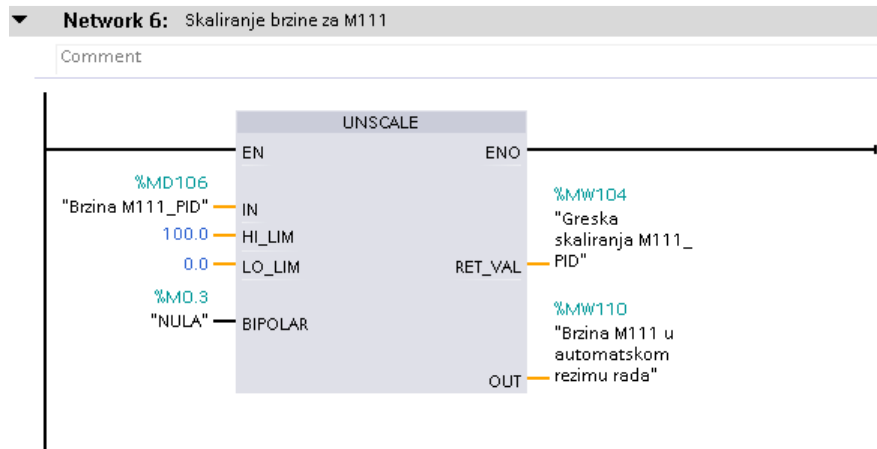 Network 6: Skaliranje brzine za M111
Comment
UNSCALE
EN
ENO
%MD106
"Brzina M111_PID"
IN
100.0
HI_LIM
0.0
LO_LIM
%M0.3
"NULA"
BIPOLAR
%MW104
"Greska
skaliranja M111_
PID"
RET_VAL
%MW110
"Brzina M111 u
automatskom
rezimu rada"
OUT